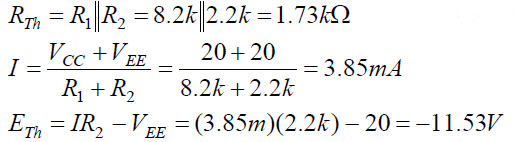 R_Th = R_1||R_2 = 8.2k||2.2k = 1.73kΩ
I = (V_CC + V_EE)/(R_1 + R_2) = (20 + 20)/(8.2k + 2.2k) = 3.85mA
E_Th = IR_2 − V_EE = (3.85m)(2.2k) − 20 = −11.53V